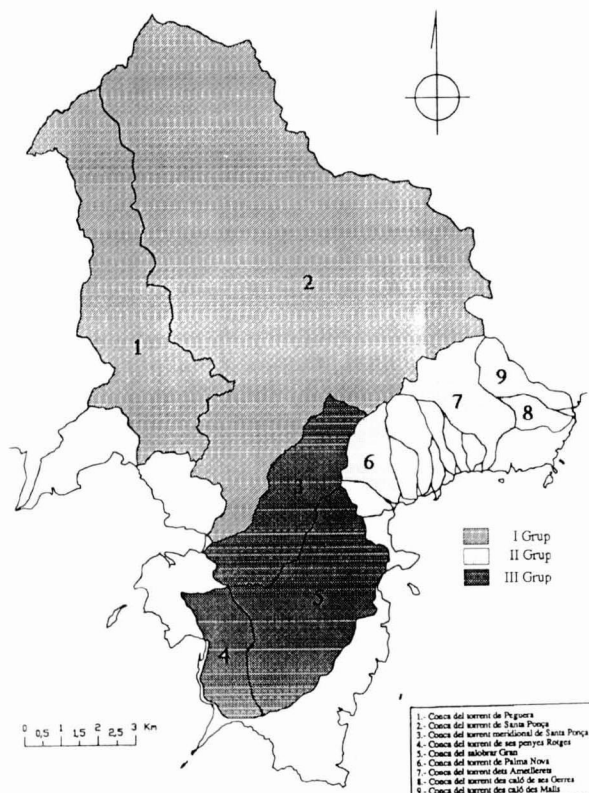 1
2
9
7
8
6
3
5
4
I Grup
II Grup
III Grup
0 0,5 1 1,5 2 2,5 3 Km
1.- Conca del torrent de Peguera
2.- Conca del torrent de Santa Ponça
3.- Conca del torrent meridional de Santa Ponça
4.- Conca del torrent de ses penyes Rotges
5.- Conca del salobrar Gran
6.- Conca del torrent de Palma Nova
7.- Conca del torrent dels Ametllerets
8.- Conca del torrent des caló de ses Gerres
9.- Conca del torrent des caló des Malls